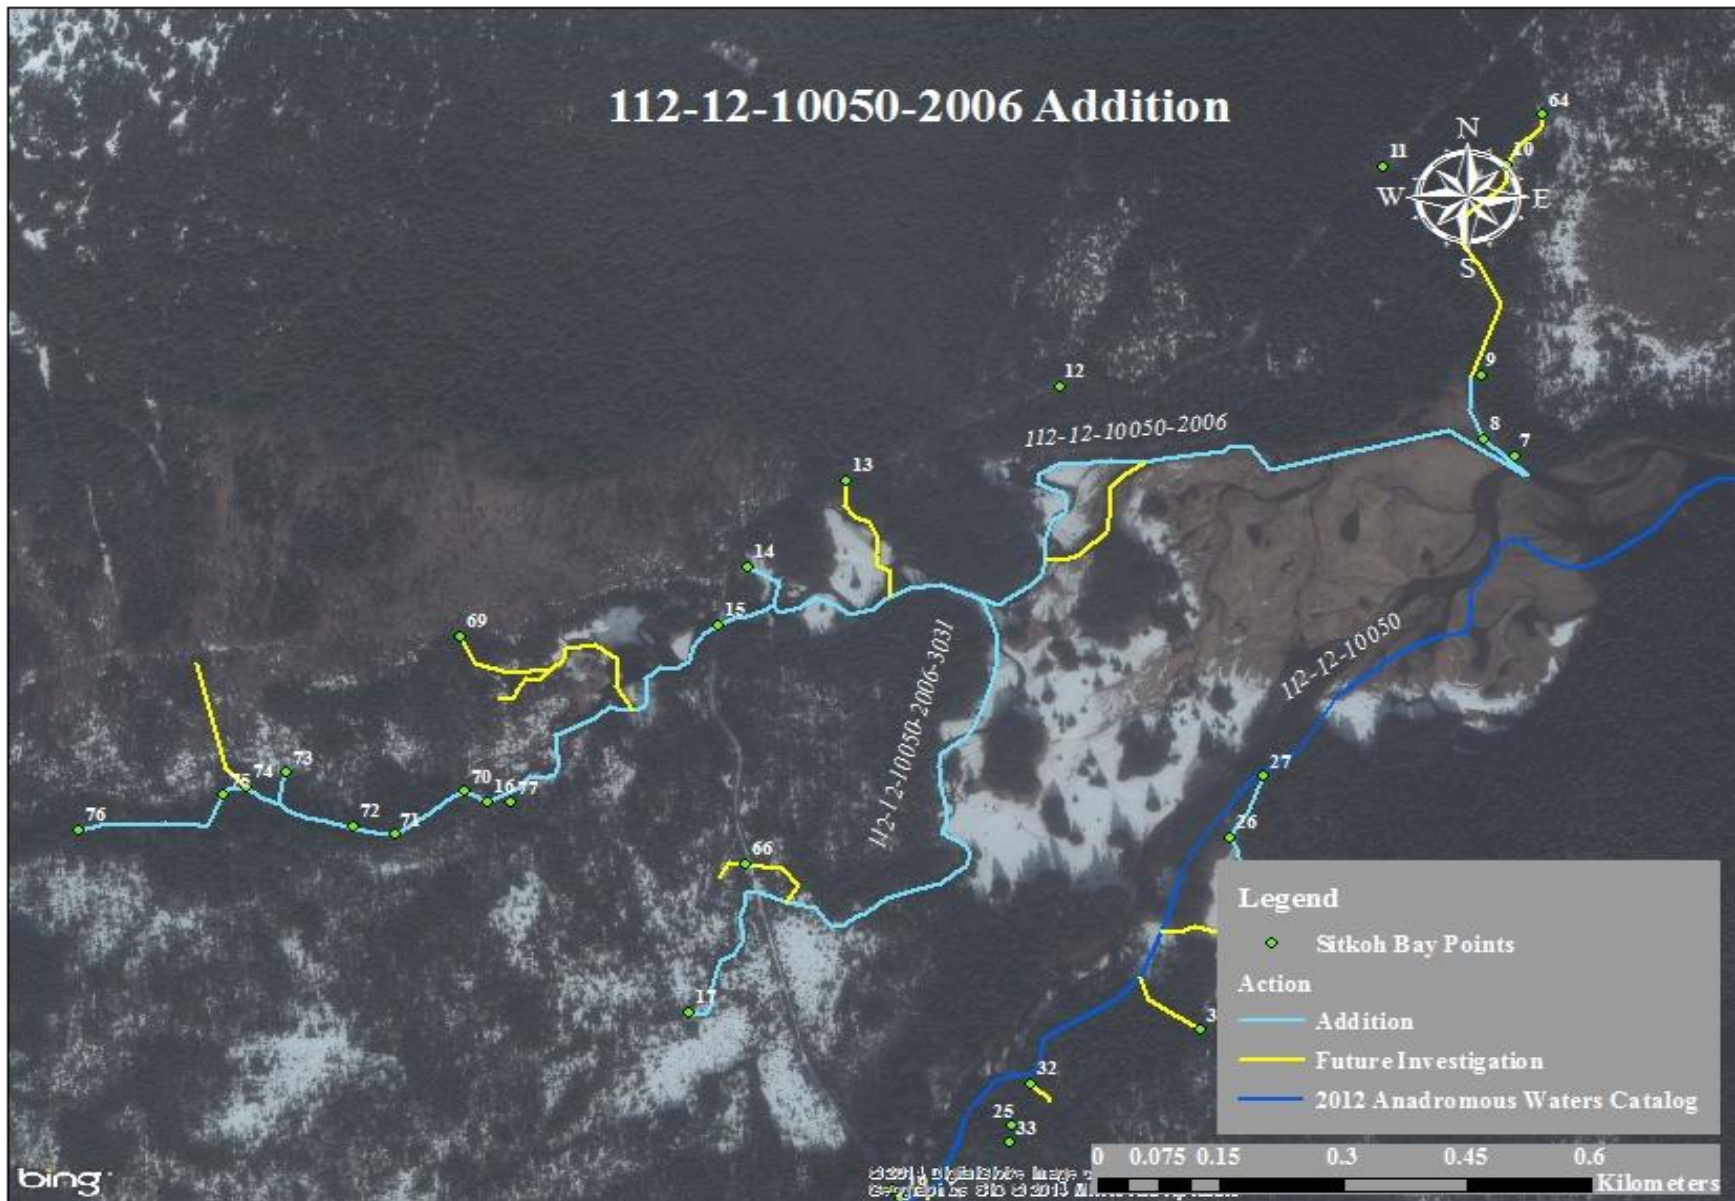 112-12-10050-2006 Addition
64
N
10
11
W
E
S
9
12
8
7
112-12-10050-2006
13
14
15
69
112-12-10050-2006-3031
112-12-10050
73
74
75
70
16
77
27
76
72
71
26
66
17
32
25
33
19
Legend
Sitkoh Bay Points
Action
Addition
Future Investigation
2012 Anadromous Waters Catalog
0 0.075 0.15 0.3 0.45 0.6
Kilometers
bing